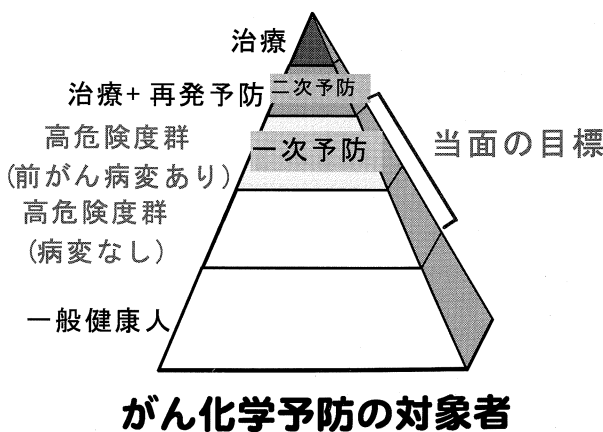 治療
治療+再発予防
二次予防
高危険度群
(前がん病変あり)
一次予防
当面の目標
高危険度群
(病変なし)
一般健康人
がん化学予防の対象者